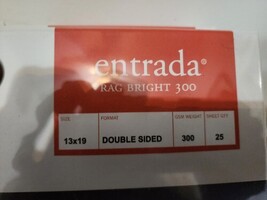 entrada®
RAG BRIGHT 300
SIZE FORMAT GSM WEIGHT SHEET QTY
13x19 DOUBLE SIDED 300 25